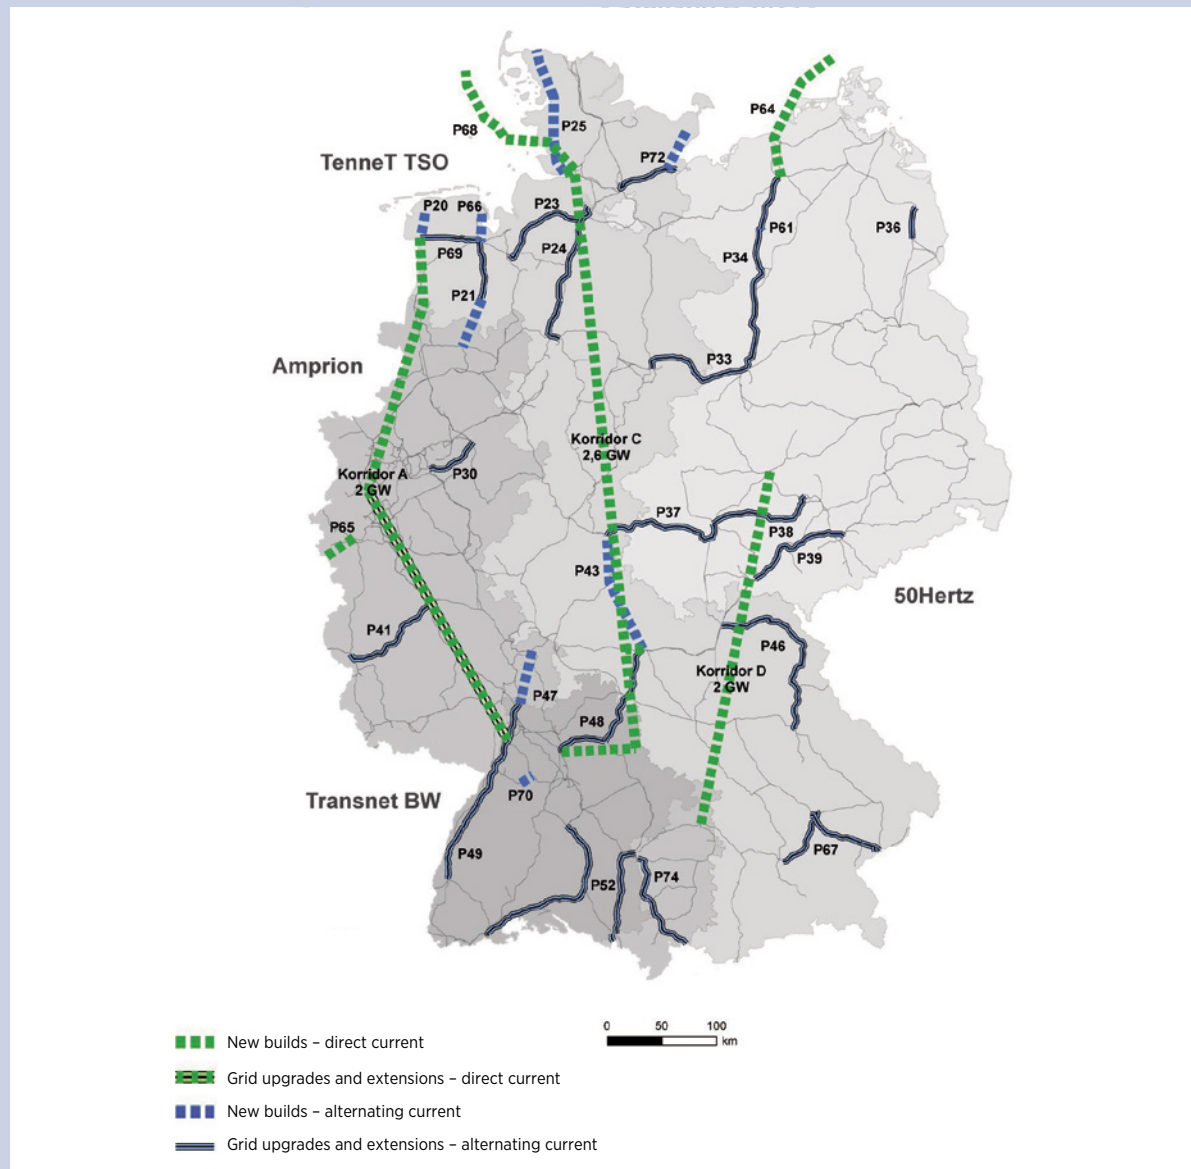 P64
P25
P68
P72
TenneT TSO
P20
P66
P23
P61
P36
P24
P69
P34
P21
P33
Amprion
Korridor C
2,6 GW
Korridor A
2 GW
P30
P37
P65
P38
P39
P43
50Hertz
P41
P46
Korridor D
2 GW
P47
P48
P70
Transnet BW
P49
P67
P52
P74
0 50 100
km
New builds – direct current
Grid upgrades and extensions – direct current
New builds – alternating current
Grid upgrades and extensions – alternating current